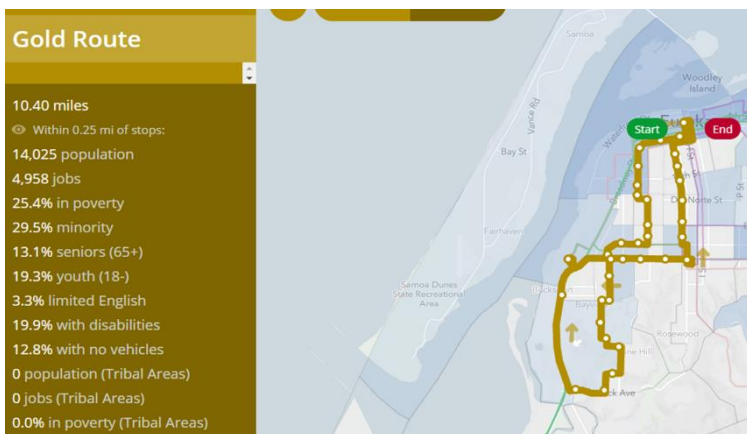 Gold Route
10.40 miles
Within 0.25 mi of stops:
14,025 population
4,958 jobs
25.4% in poverty
29.5% minority
13.1% seniors (65+)
19.3% youth (18-)
3.3% limited English
19.9% with disabilities
12.8% with no vehicles
0 population (Tribal Areas)
0 jobs (Tribal Areas)
0.0% in poverty (Tribal Areas)
Samoa
Woodley
Island
Vance Rd
Start
End
Bay St
P St
Fairhaven
Samoa Dunes
State Recreational
Area
Rosewood